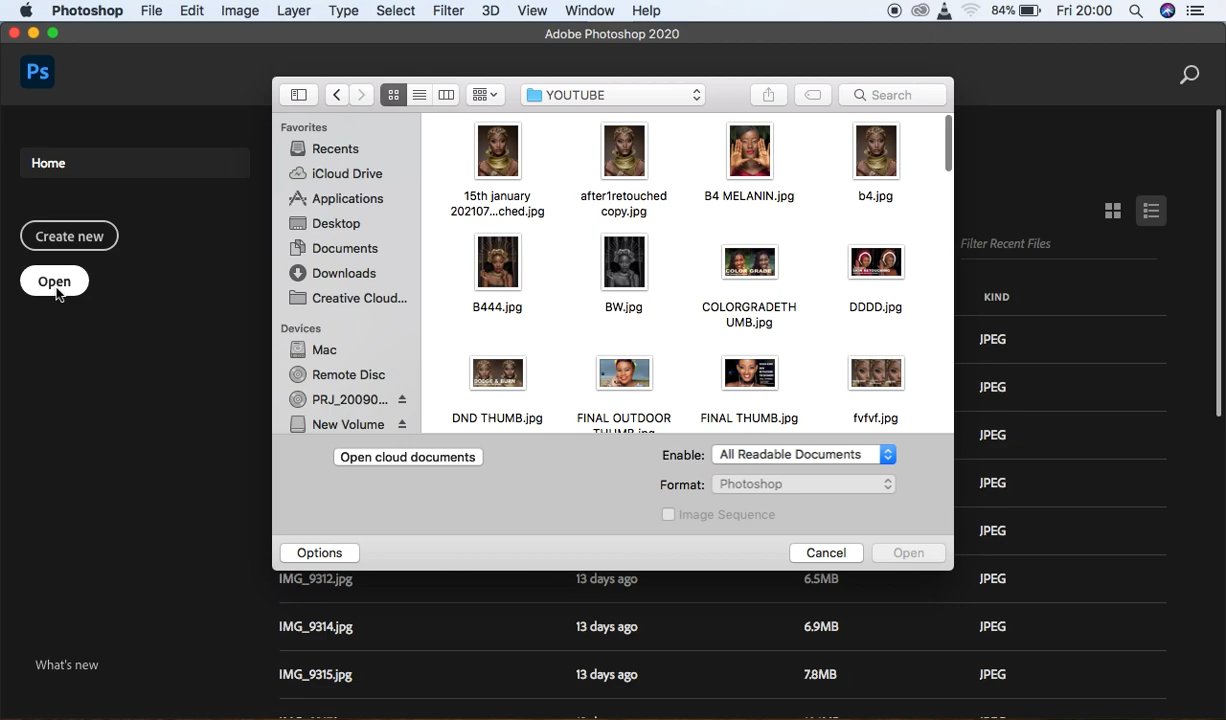 Photoshop File Edit Image Layer Type Select Filter 3D View Window Help 84% Fri 20:00
Adobe Photoshop 2020
Ps
YOUTUBE
Search
Home
Create new
Open
Favorites
Recents
iCloud Drive
Applications
Desktop
Documents
Downloads
Creative Cloud...
Devices
Mac
Remote Disc
PRJ_20090...
New Volume
15th january
202107...ched.jpg
after1retouched
copy.jpg
B4 MELANIN.jpg
b4.jpg
B444.jpg
BW.jpg
COLORGRADETH
UMB.jpg
DDDD.jpg
DND THUMB.jpg
FINAL OUTDOOR
THUMB.jpg
FINAL THUMB.jpg
fvfvf.jpg
Open cloud documents
Enable: All Readable Documents
Format: Photoshop
Image Sequence
Options
Cancel
Open
Filter Recent Files
KIND
JPEG
JPEG
JPEG
JPEG
JPEG
IMG_9312.jpg 13 days ago 6.5MB JPEG
IMG_9314.jpg 13 days ago 6.9MB JPEG
IMG_9315.jpg 13 days ago 7.8MB JPEG
What's new